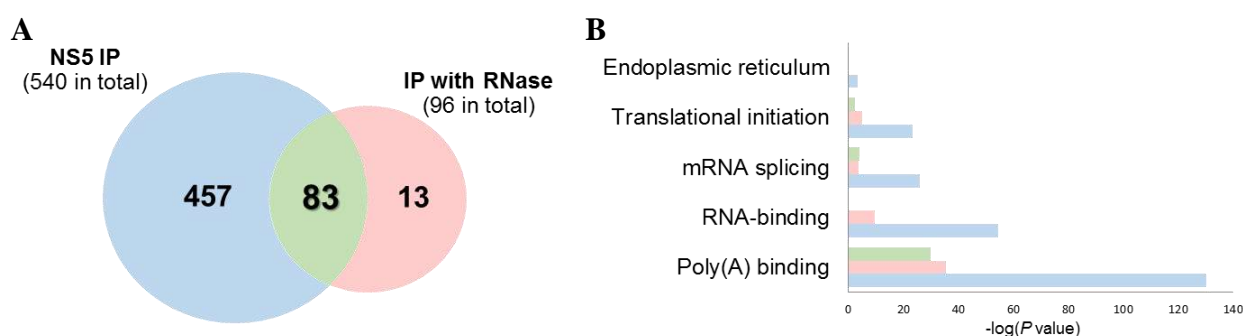 A
NS5 IP
(540 in total)
IP with RNase
(96 in total)
457
83
13
B
Endoplasmic reticulum
Translational initiation
mRNA splicing
RNA-binding
Poly(A) binding
0 20 40 60 80 100 120 140
-log(P value)